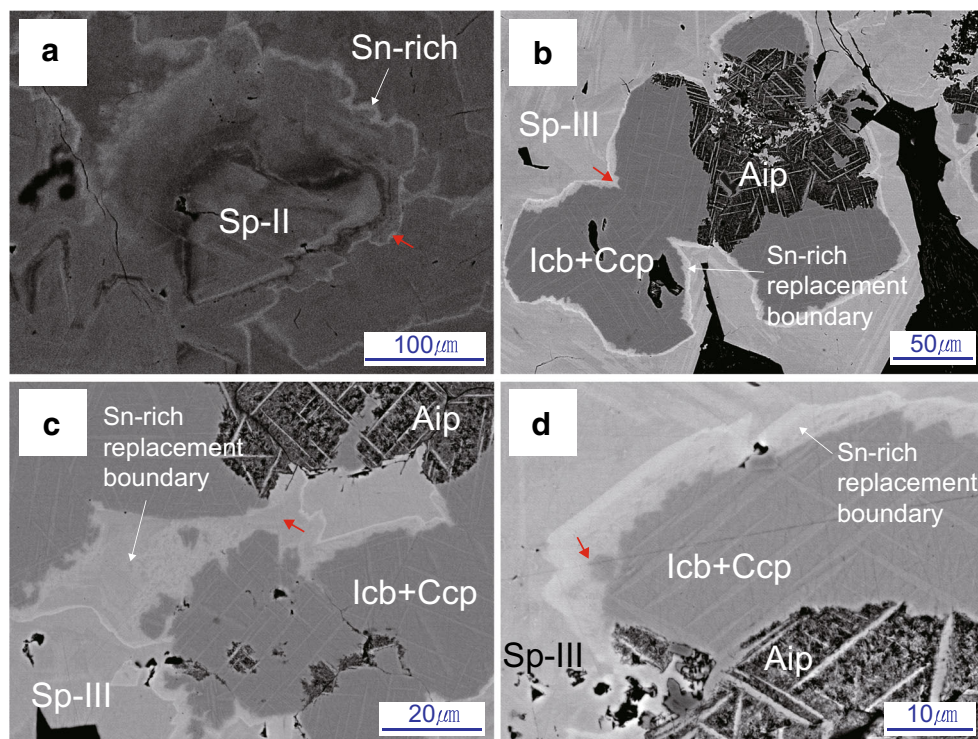 a
Sn-rich
Sp-II
100㎛
b
Sp-III
Aip
Icb+Ccp
Sn-rich
replacement
boundary
50㎛
c
Sn-rich
replacement
boundary
Aip
Icb+Ccp
Sp-III
20㎛
d
Sn-rich
replacement
boundary
Icb+Ccp
Sp-III
Aip
10㎛